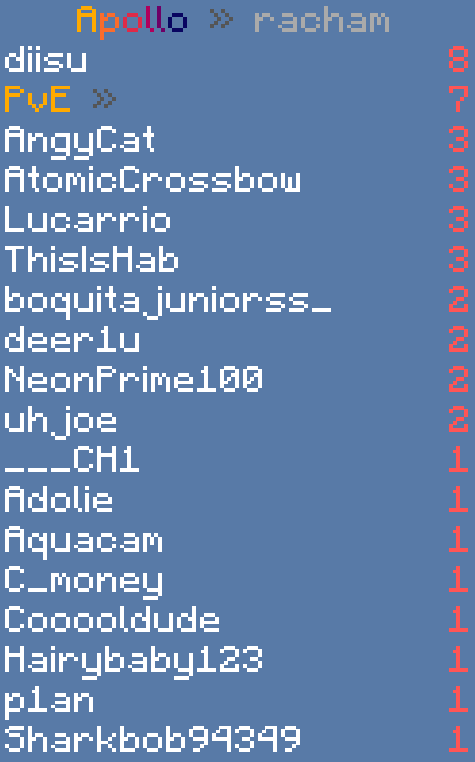 Apollo » racham
diisu 8
PvE » 7
AngyCat 3
AtomicCrossbow 3
Lucarrio 3
ThisIsHab 3
boquitajuniorss_ 2
deer1u 2
NeonPrime100 2
uhjoe 2
___CH1 1
Adolie 1
Aquacam 1
C_money 1
Cooooldude 1
Hairybaby123 1
p1an 1
Sharkbob94349 1